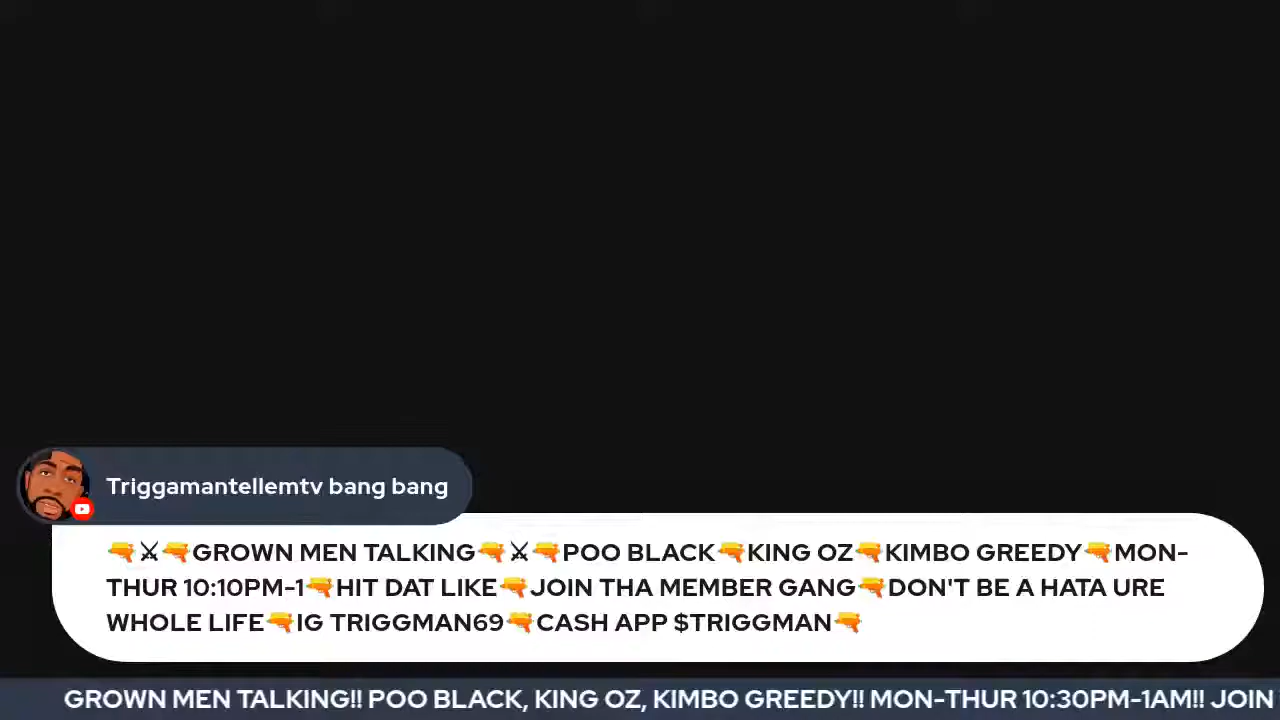 Triggamantellemtv bang bang
🔫⚔🔫GROWN MEN TALKING🔫⚔🔫POO BLACK🔫KING OZ🔫KIMBO GREEDY🔫MON-
THUR 10:10PM-1🔫HIT DAT LIKE🔫JOIN THA MEMBER GANG🔫DON'T BE A HATA URE
WHOLE LIFE🔫IG TRIGGMAN69🔫CASH APP $TRIGGMAN🔫
GROWN MEN TALKING!! POO BLACK, KING OZ, KIMBO GREEDY!! MON-THUR 10:30PM-1AM!! JOIN